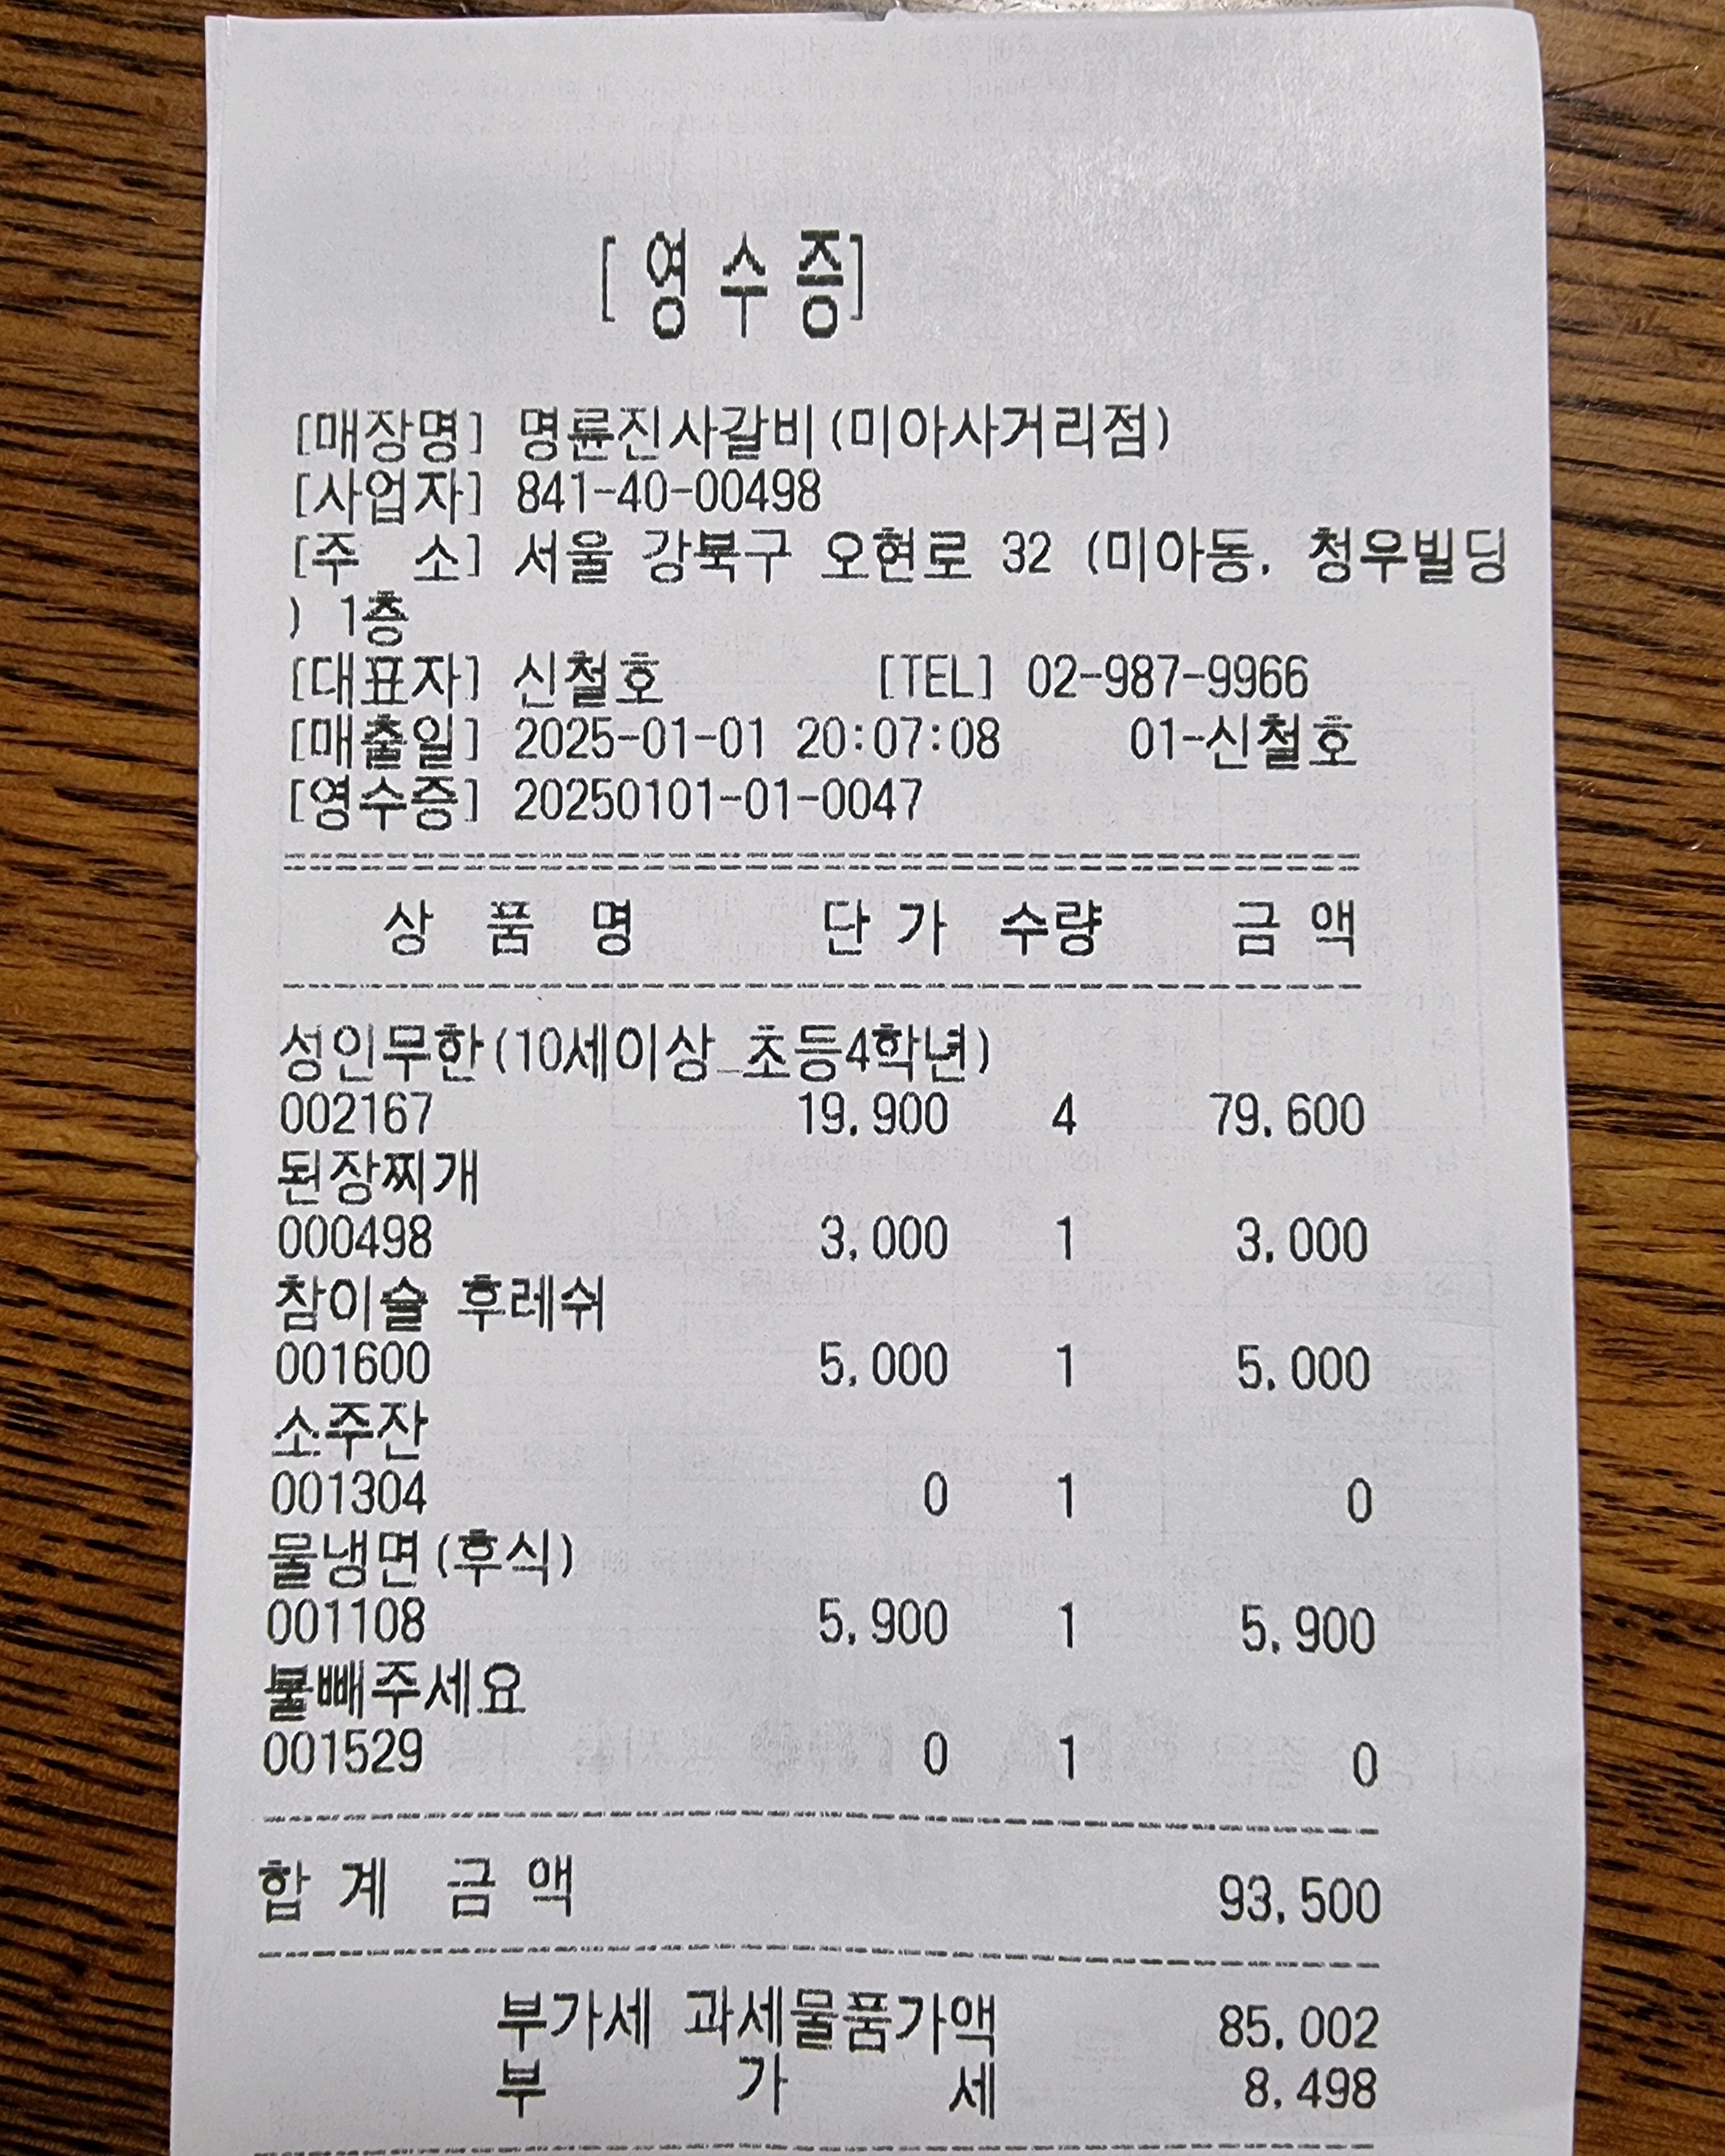 [영수증]
[매장명] 명륜진사갈비(미아사거리점)
[사업자] 841-40-00498
[주 소] 서울 강북구 오현로 32 (미아동, 청우빌딩
) 1층
[대표자] 신철호 [TEL] 02-987-9966
[매출일] 2025-01-01 20:07:08 01-신철호
[영수증] 20250101-01-0047
상 품 명 단 가 수량 금 액
성인무한(10세이상_초등4학년)
002167 19,900 4 79,600
된장찌개
000498 3,000 1 3,000
참이슬 후레쉬
001600 5,000 1 5,000
소주잔
001304 0 1 0
물냉면(후식)
001108 5,900 1 5,900
불빼주세요
001529 0 1 0
합 계 금 액 93,500
부가세 과세물품가액 85,002
부 가 세 8,498